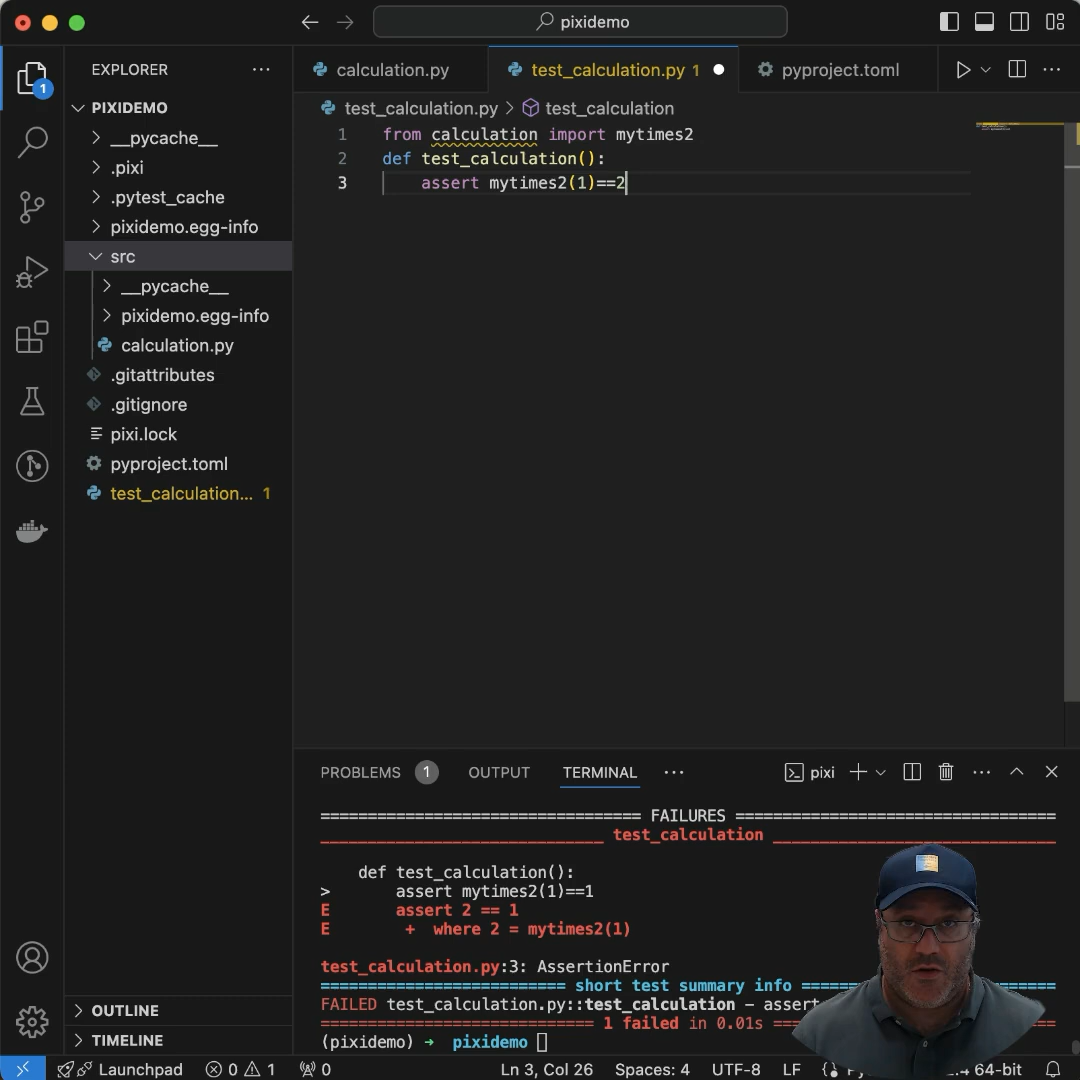 pixidemo
1
EXPLORER
PIXIDEMO
__pycache__
.pixi
.pytest_cache
pixidemo.egg-info
src
__pycache__
pixidemo.egg-info
calculation.py
.gitattributes
.gitignore
pixi.lock
pyproject.toml
test_calculation... 1
OUTLINE
TIMELINE
calculation.py
test_calculation.py 1
pyproject.toml
test_calculation.py > test_calculation
1 from calculation import mytimes2
2 def test_calculation():
3 assert mytimes2(1)==2
PROBLEMS 1 OUTPUT TERMINAL ...
pixi
================================== FAILURES ==================================
______________________________ test_calculation ______________________________
def test_calculation():
> assert mytimes2(1)==1
E assert 2 == 1
E + where 2 = mytimes2(1)
test_calculation.py:3: AssertionError
========================== short test summary info ==========================
FAILED test_calculation.py::test_calculation - assert
============================= 1 failed in 0.01s =============================
(pixidemo) → pixidemo
Launchpad 0 1 0 Ln 3, Col 26 Spaces: 4 UTF-8 LF 64-bit